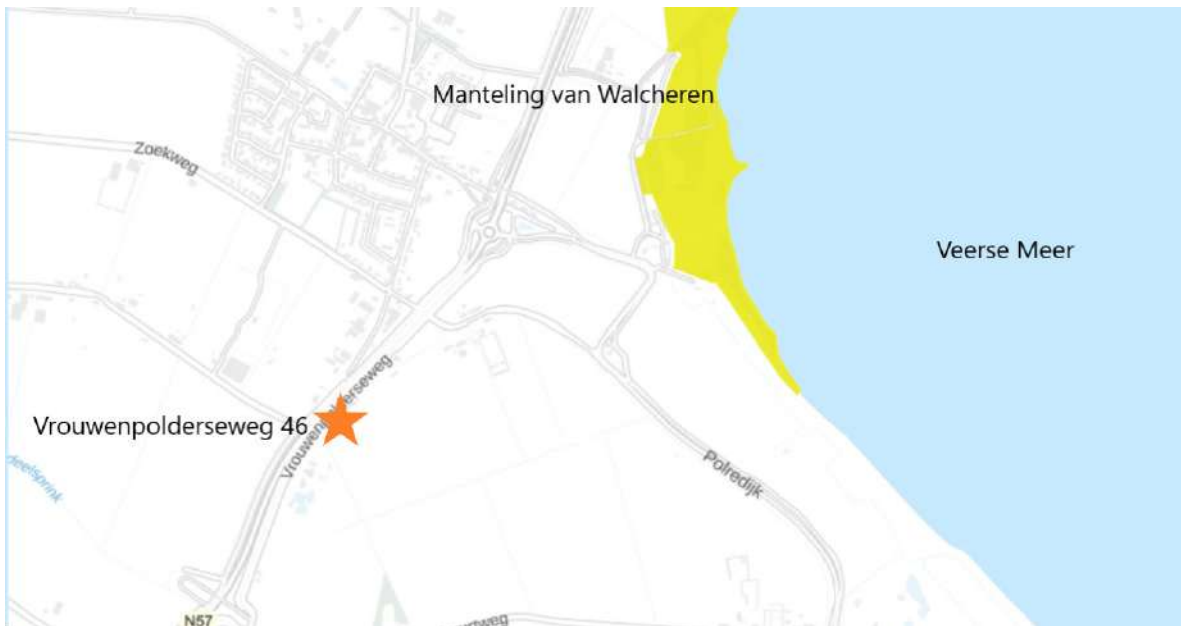 Manteling van Walcheren
Zoekweg
Veerse Meer
Vrouwenpolderseweg 46
Polredijk
N57